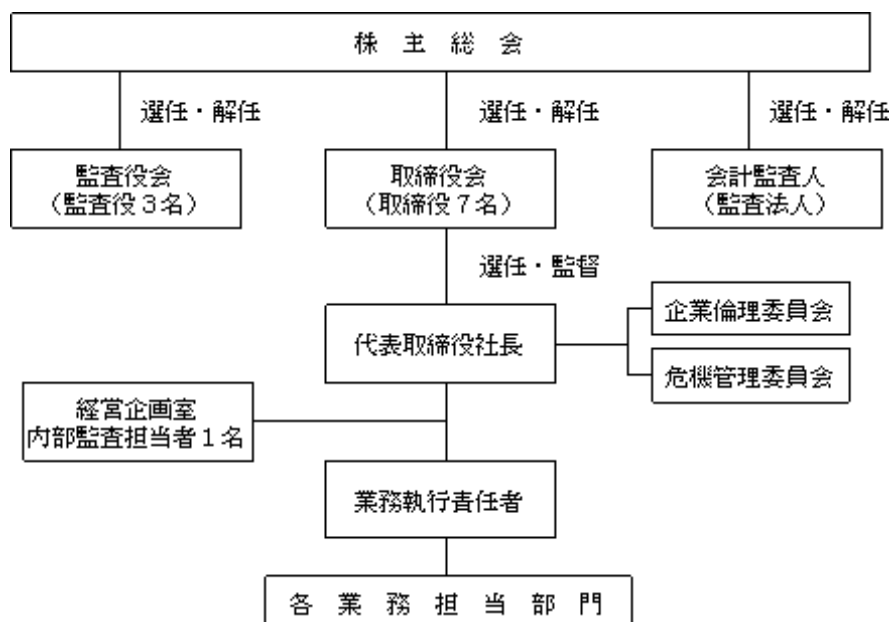 株主総会
選任・解任
選任・解任
選任・解任
監査役会
（監査役３名）
取締役会
（取締役７名）
会計監査人
（監査法人）
選任・監督
代表取締役社長
企業倫理委員会
危機管理委員会
経営企画室
内部監査担当者１名
業務執行責任者
各業務担当部門